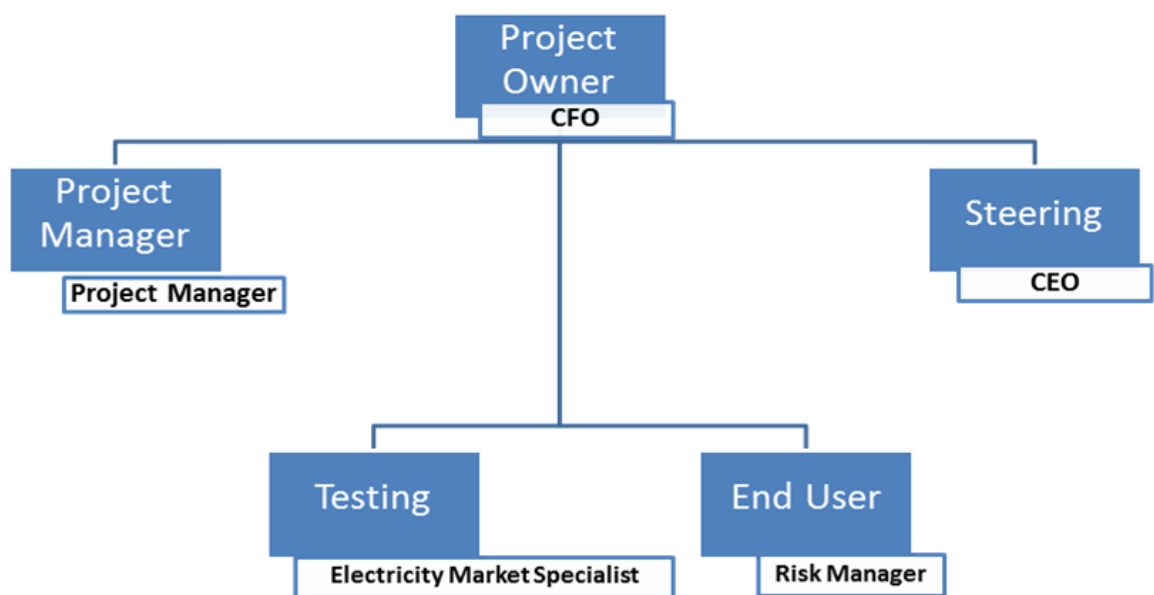 Project
Owner
CFO
Project
Manager
Project Manager
Steering
CEO
Testing
Electricity Market Specialist
End User
Risk Manager